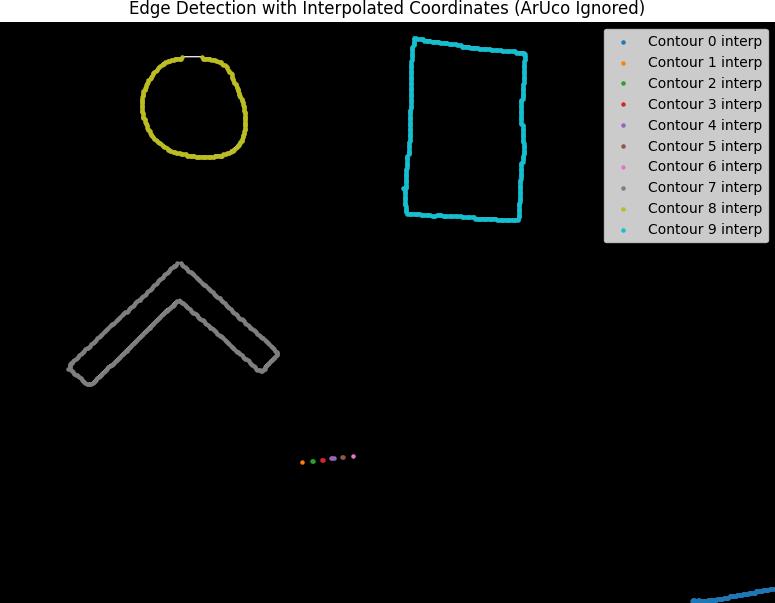 Edge Detection with Interpolated Coordinates (ArUco Ignored)
Contour 0 interp
Contour 1 interp
Contour 2 interp
Contour 3 interp
Contour 4 interp
Contour 5 interp
Contour 6 interp
Contour 7 interp
Contour 8 interp
Contour 9 interp